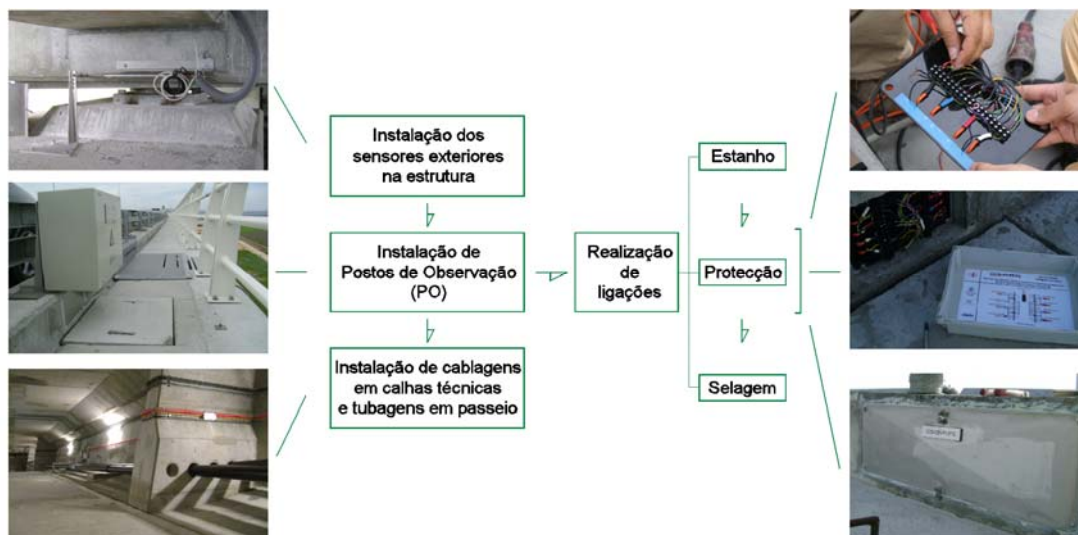 Instalação dos
sensores exteriores
na estrutura
Instalação de
Postos de Observação
(PO)
Instalação de cablagens
em calhas técnicas
e tubagens em passeio
Realização
de
ligações
Estanho
Protecção
Selagem